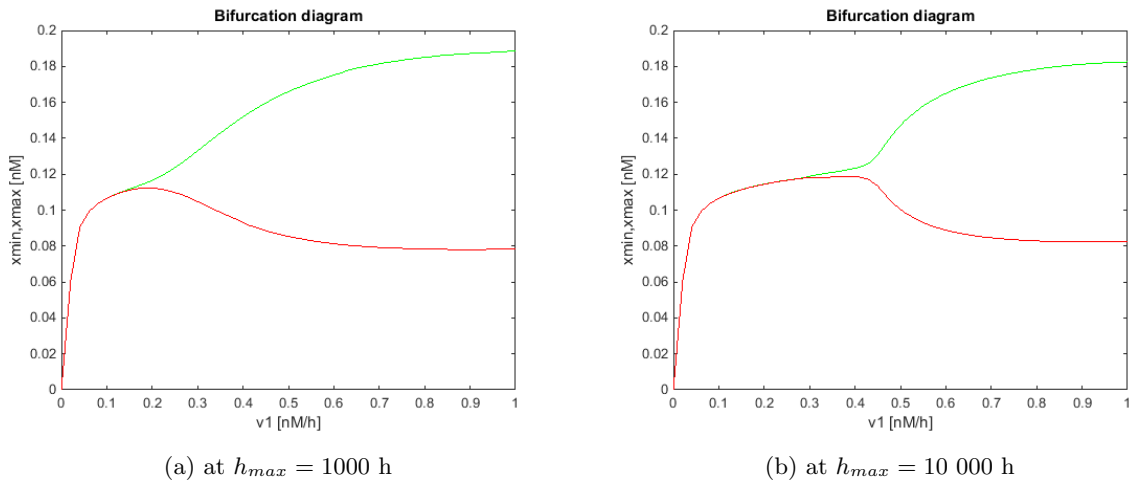 Bifurcation diagram
0.2
0.18
0.16
0.14
0.12
0.1
0.08
0.06
0.04
0.02
0
xmin,xmax [nM]
0 0.1 0.2 0.3 0.4 0.5 0.6 0.7 0.8 0.9 1
v1 [nM/h]
(a) at h_max = 1000 h
Bifurcation diagram
0.2
0.18
0.16
0.14
0.12
0.1
0.08
0.06
0.04
0.02
0
xmin,xmax [nM]
0 0.1 0.2 0.3 0.4 0.5 0.6 0.7 0.8 0.9 1
v1 [nM/h]
(b) at h_max = 10 000 h